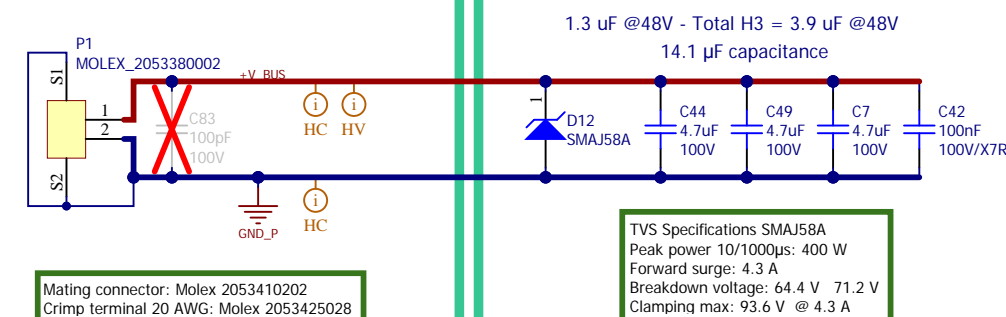 1.3 uF @48V - Total H3 = 3.9 uF @48V
14.1 µF capacitance
P1
MOLEX_2053380002
S1
1
2
S2
+V_BUS
C83
100pF
100V
i
HC
i
HV
i
HC
GND_P
1
D12
SMAJ58A
C44
4.7uF
100V
C49
4.7uF
100V
C7
4.7uF
100V
C42
100nF
100V/X7R
Mating connector: Molex 2053410202
Crimp terminal 20 AWG: Molex 2053425028
TVS Specifications SMAJ58A
Peak power 10/1000µs: 400 W
Forward surge: 4.3 A
Breakdown voltage: 64.4 V 71.2 V
Clamping max: 93.6 V @ 4.3 A